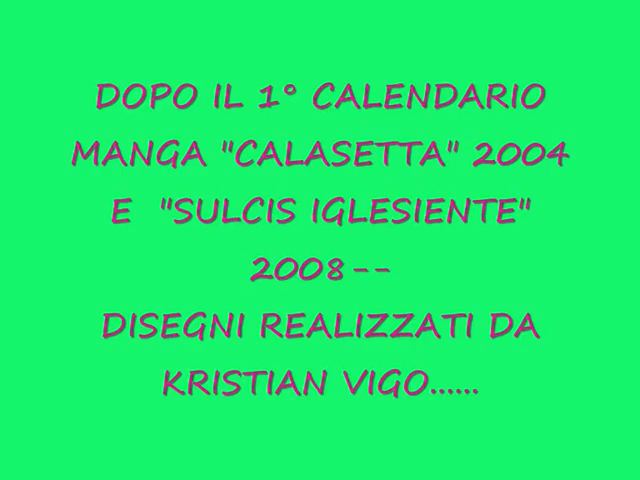 DOPO IL 1° CALENDARIO
MANGA "CALASETTA" 2004
E "SULCIS IGLESIENTE"
2008--
DISEGNI REALIZZATI DA
KRISTIAN VIGO......